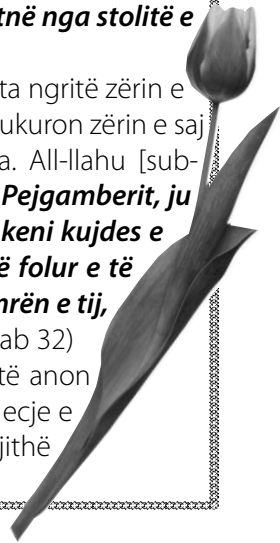 tnë nga stolitë e
ta ngritë zërin e
ukuron zërin e saj
a. All-llahu [sub-
Pejgamberit, ju
keni kujdes e
ë folur e të
nrën e tij,
ab 32)
të anon
ecje e
jithë